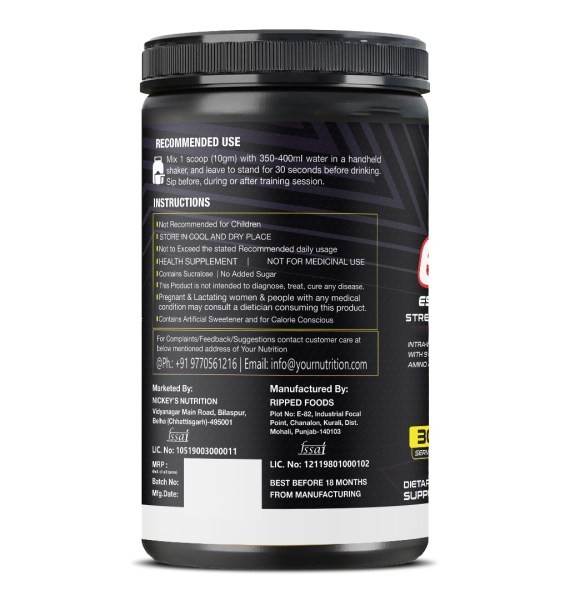 RECOMMENDED USE
Mix 1 scoop (10gm) with 350-400ml water in a handheld
shaker, and leave to stand for 30 seconds before drinking.
Sip before, during or after training session.
INSTRUCTIONS
Not Recommended for Children
STORE IN COOL AND DRY PLACE
Not to Exceed the stated Recommended daily usage
HEALTH SUPPLEMENT | NOT FOR MEDICINAL USE
Contains Sucralose | No Added Sugar
This Product is not intended to diagnose, treat, cure any disease.
Pregnant & Lactating women & people with any medical
condition may consult a dietician consuming this product.
Contains Artificial Sweetener and for Calorie Conscious
For Complaints/Feedback/Suggestions contact customer care at
below mentioned address of Your Nutrition
Ph.: +91 9770561216 | Email: info@yournutrition.com
Marketed By:
NICKEY'S NUTRITION
Vidyanagar Main Road, Bilaspur,
Belha (Chhattisgarh)-495001
fssai
LIC. No: 10519003000011
MRP :
Batch No:
Mfg.Date:
Manufactured By:
RIPPED FOODS
Plot No: E-82, Industrial Focal
Point, Chanalon, Kurali, Dist.
Mohali, Punjab-140103
fssai
LIC. No: 12119801000102
BEST BEFORE 18 MONTHS
FROM MANUFACTURING
ES
STRE
INTRA-
WITH 9
AMINO
30
SERVIN
DIETAR
SUPP